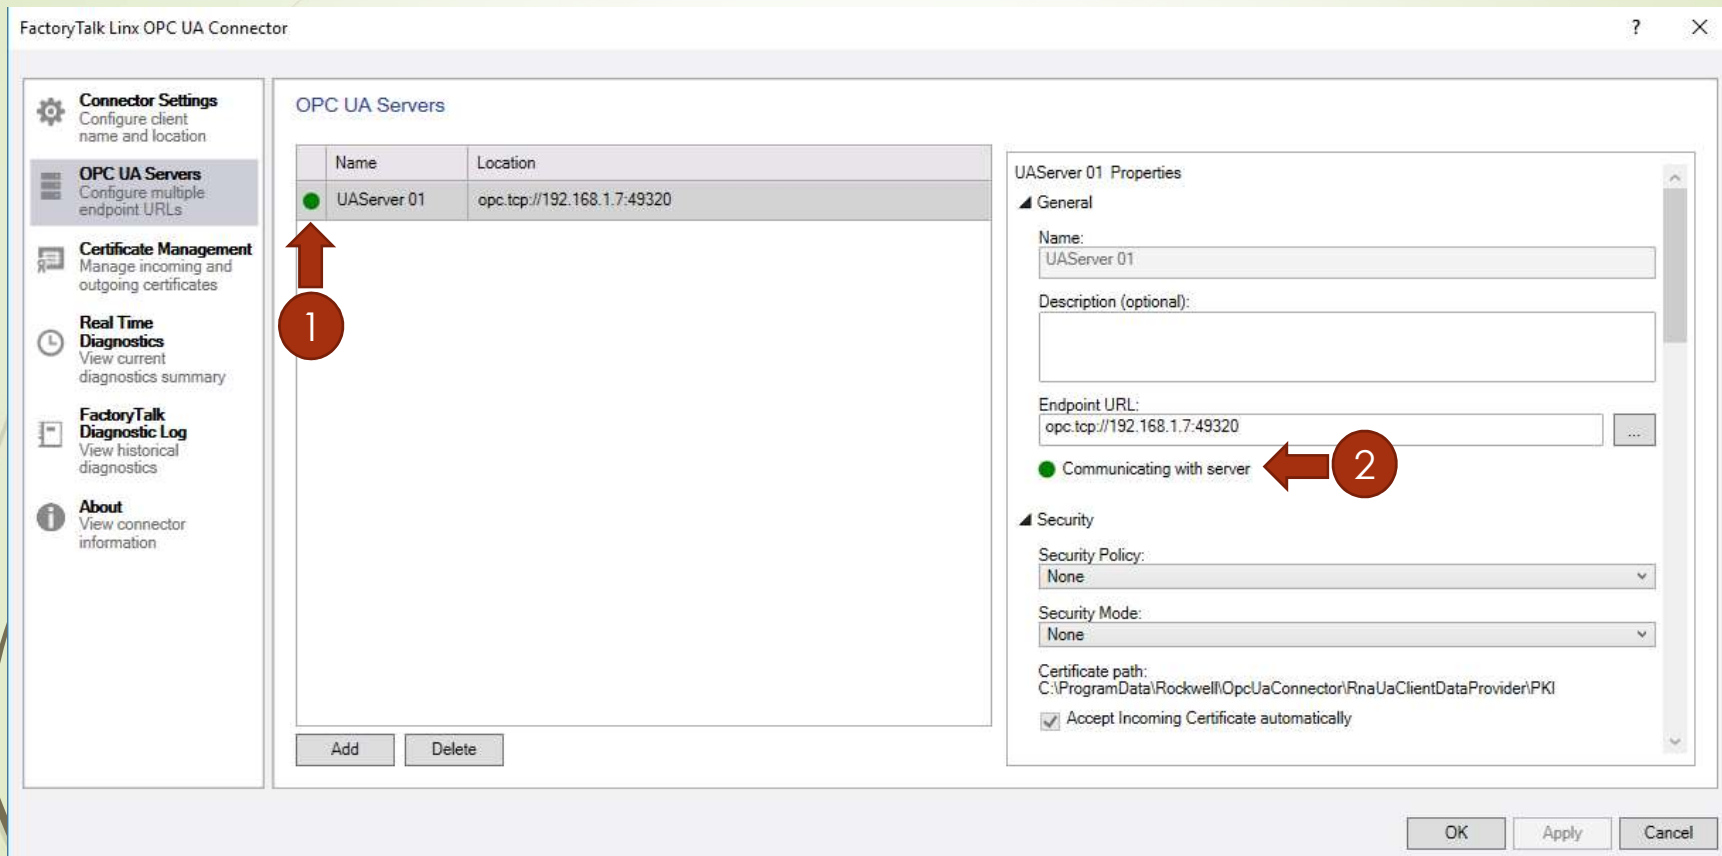 FactoryTalk Linx OPC UA Connector
?
Connector Settings
Configure client
name and location
OPC UA Servers
Configure multiple
endpoint URLs
Certificate Management
Manage incoming and
outgoing certificates
Real Time
Diagnostics
View current
diagnostics summary
FactoryTalk
Diagnostic Log
View historical
diagnostics
About
View connector
information
OPC UA Servers
Name Location
UAServer 01 opc.tcp://192.168.1.7:49320
1
Add Delete
UAServer 01 Properties
General
Name:
UAServer 01
Description (optional):
Endpoint URL:
opc.tcp://192.168.1.7:49320
...
Communicating with server
2
Security
Security Policy:
None
Security Mode:
None
Certificate path:
C:\ProgramData\Rockwell\OpcUaConnector\RnaUaClientDataProvider\PKI
Accept Incoming Certificate automatically
OK Apply Cancel